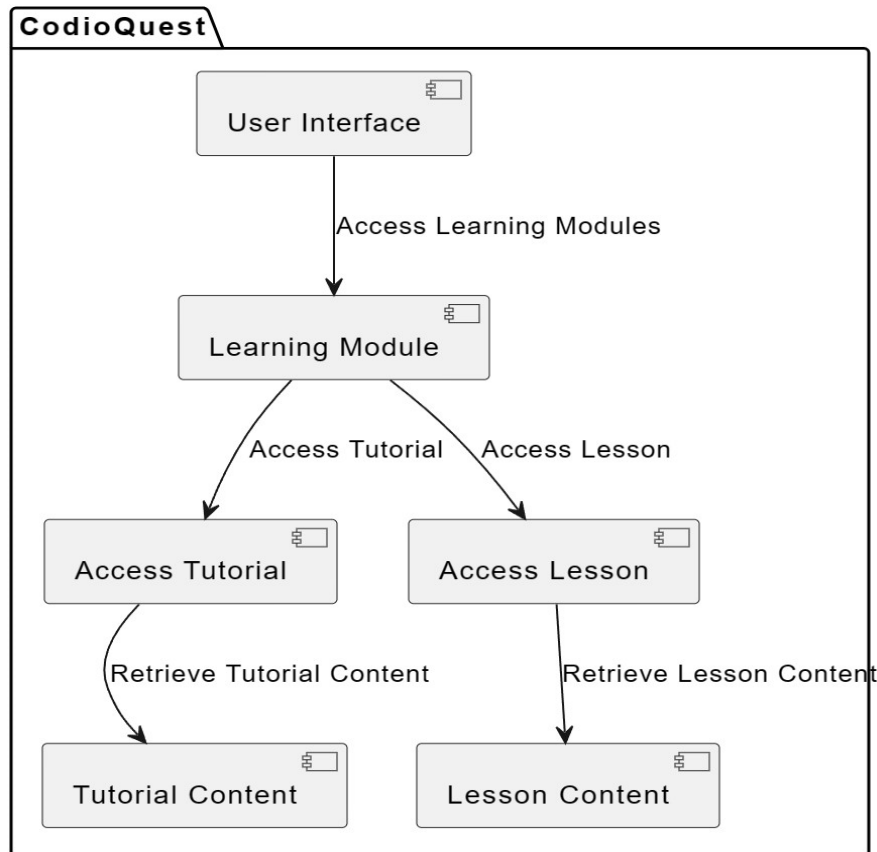 CodioQuest
User Interface
Access Learning Modules
Learning Module
Access Tutorial
Access Lesson
Access Tutorial
Access Lesson
Retrieve Tutorial Content
Retrieve Lesson Content
Tutorial Content
Lesson Content